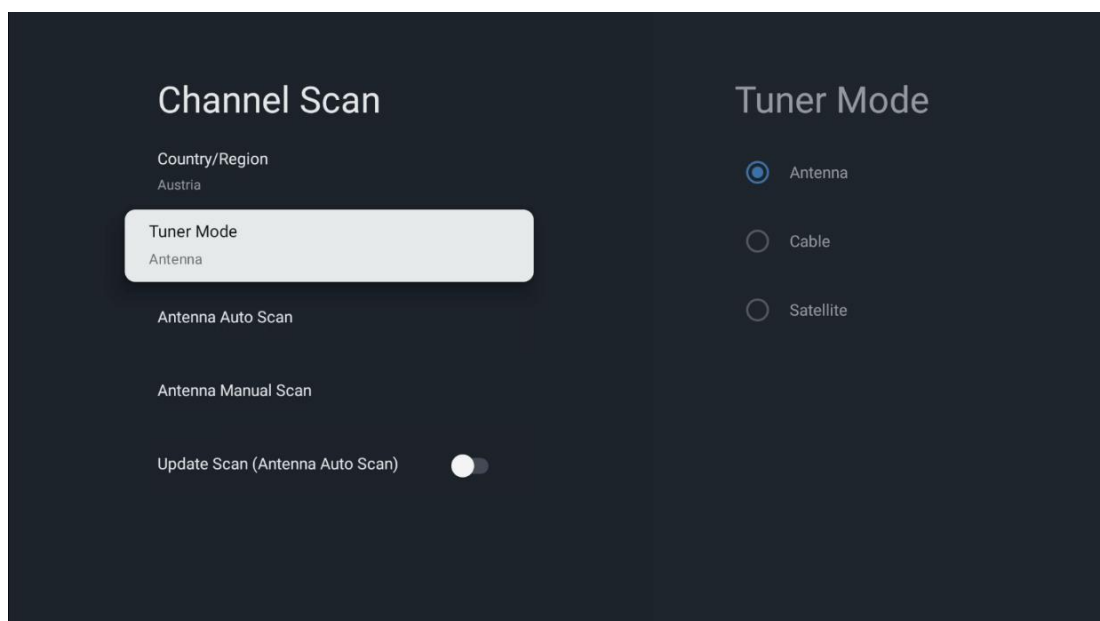 Channel Scan
Country/Region
Austria
Tuner Mode
Antenna
Antenna Auto Scan
Antenna Manual Scan
Update Scan (Antenna Auto Scan)
Tuner Mode
Antenna
Cable
Satellite